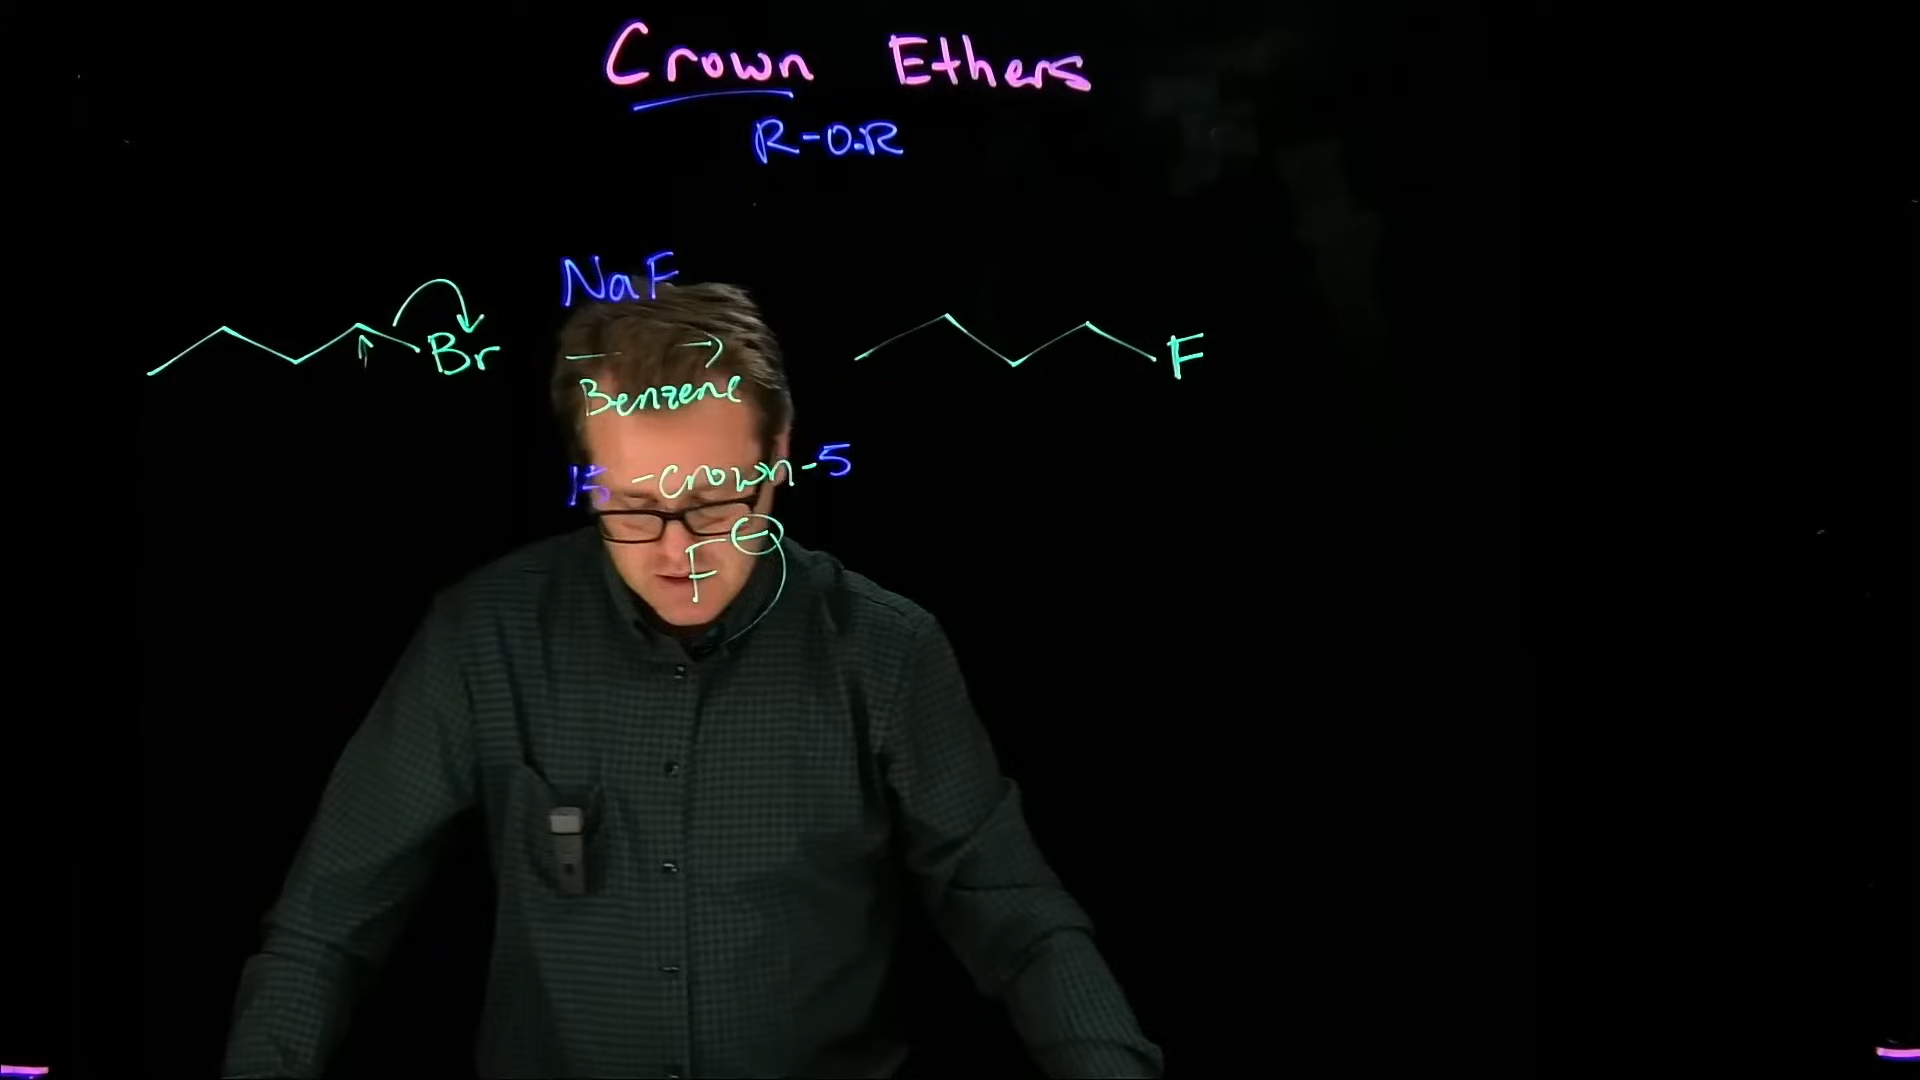 Crown Ethers
R-O-R
NaF
Br
Benzene
F
15-crown-5
F⊖